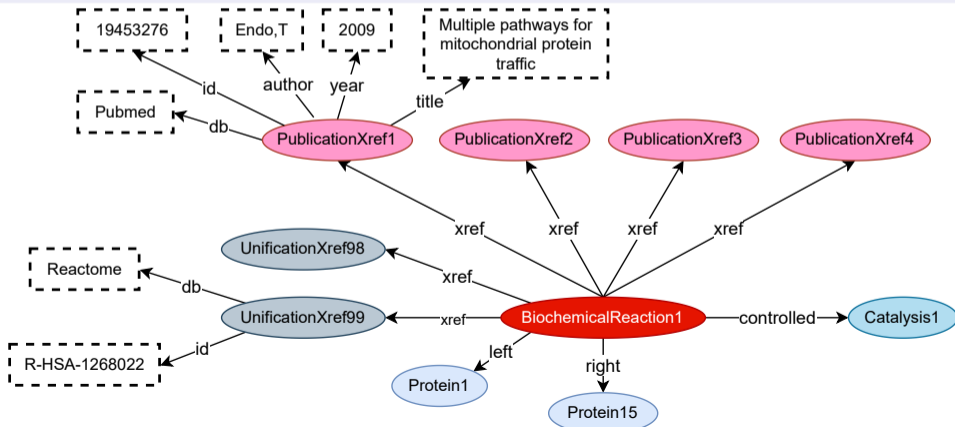 19453276
Endo,T
2009
Multiple pathways for
mitochondrial protein
traffic
id
author
year
title
Pubmed
db
PublicationXref1
PublicationXref2
PublicationXref3
PublicationXref4
xref
xref
xref
xref
UnificationXref98
xref
Reactome
db
UnificationXref99
xref
BiochemicalReaction1
controlled
Catalysis1
id
R-HSA-1268022
left
right
Protein1
Protein15